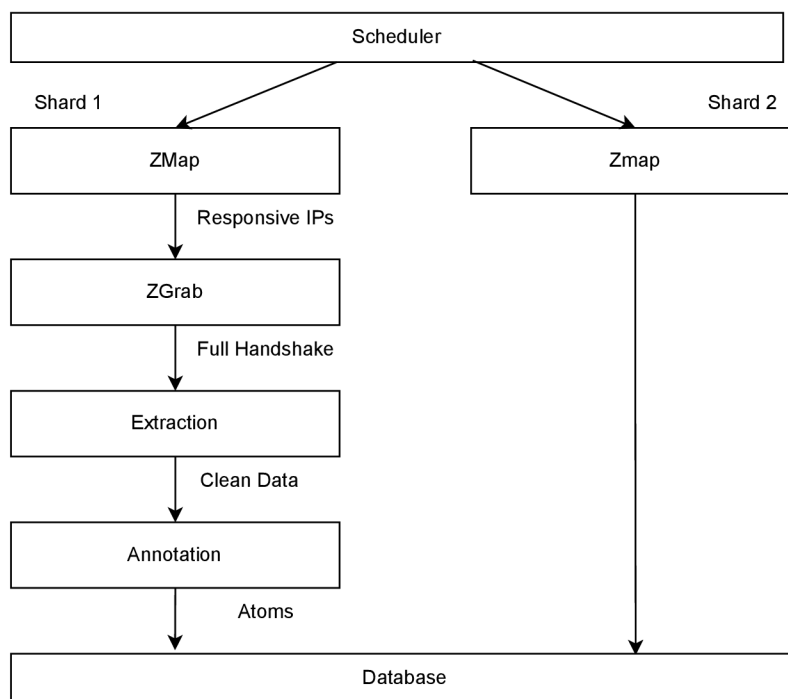 Scheduler
Shard 1
Shard 2
ZMap
Zmap
Responsive IPs
ZGrab
Full Handshake
Extraction
Clean Data
Annotation
Atoms
Database